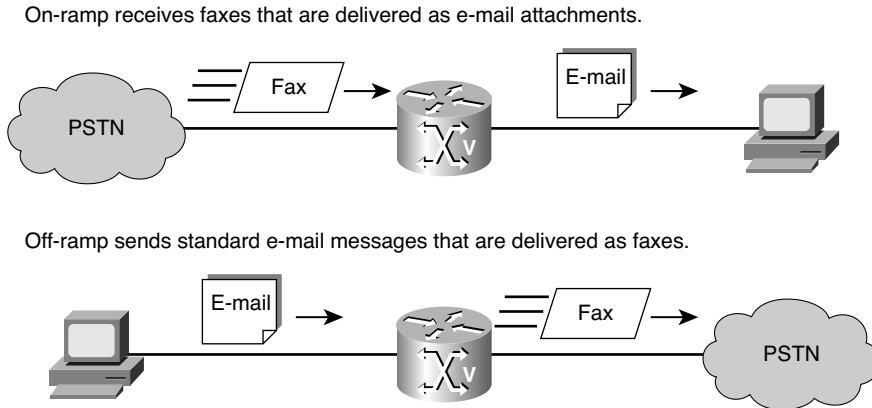 On-ramp receives faxes that are delivered as e-mail attachments.
Fax
E-mail
PSTN
V
Off-ramp sends standard e-mail messages that are delivered as faxes.
E-mail
Fax
PSTN
V